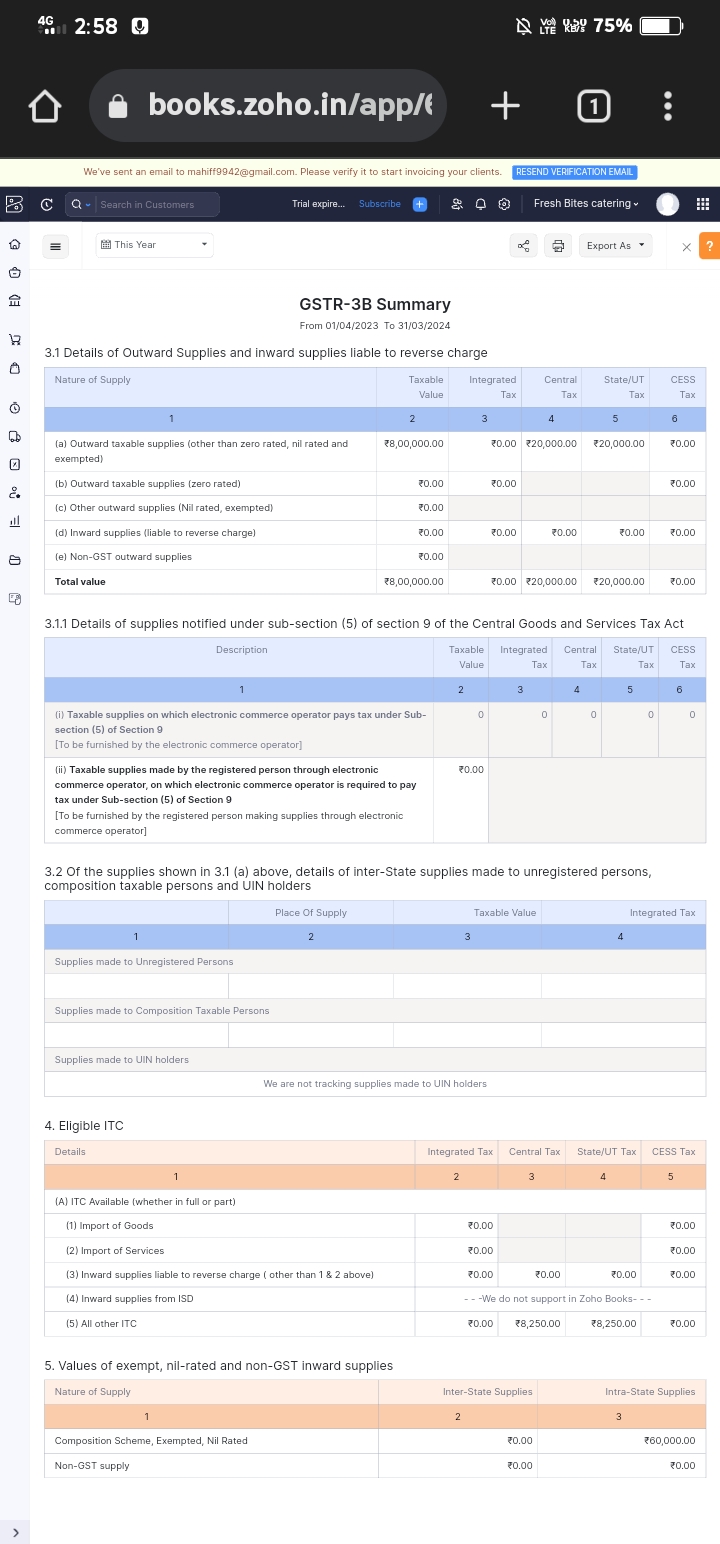 4G 2:58 Vo) LTE 0.50 KB/s 75%
books.zoho.in/app/6 + 1
We've sent an email to mahiff9942@gmail.com. Please verify it to start invoicing your clients. RESEND VERIFICATION EMAIL
Search in Customers Trial expire... Subscribe + Fresh Bites catering
This Year Export As × ?
GSTR-3B Summary
From 01/04/2023 To 31/03/2024
3.1 Details of Outward Supplies and inward supplies liable to reverse charge
Nature of Supply Taxable Value Integrated Tax Central Tax State/UT Tax CESS Tax
1 2 3 4 5 6
(a) Outward taxable supplies (other than zero rated, nil rated and ₹8,00,000.00 ₹0.00 ₹20,000.00 ₹20,000.00 ₹0.00
exempted)
(b) Outward taxable supplies (zero rated) ₹0.00 ₹0.00 ₹0.00
(c) Other outward supplies (Nil rated, exempted) ₹0.00
(d) Inward supplies (liable to reverse charge) ₹0.00 ₹0.00 ₹0.00 ₹0.00 ₹0.00
(e) Non-GST outward supplies ₹0.00
Total value ₹8,00,000.00 ₹0.00 ₹20,000.00 ₹20,000.00 ₹0.00
3.1.1 Details of supplies notified under sub-section (5) of section 9 of the Central Goods and Services Tax Act
Description Taxable Value Integrated Tax Central Tax State/UT Tax CESS Tax
1 2 3 4 5 6
(i) Taxable supplies on which electronic commerce operator pays tax under Sub- 0 0 0 0 0
section (5) of Section 9
[To be furnished by the electronic commerce operator]
(ii) Taxable supplies made by the registered person through electronic ₹0.00
commerce operator, on which electronic commerce operator is required to pay
tax under Sub-section (5) of Section 9
[To be furnished by the registered person making supplies through electronic
commerce operator]
3.2 Of the supplies shown in 3.1 (a) above, details of inter-State supplies made to unregistered persons,
composition taxable persons and UIN holders
Place Of Supply Taxable Value Integrated Tax
1 2 3 4
Supplies made to Unregistered Persons
Supplies made to Composition Taxable Persons
Supplies made to UIN holders
We are not tracking supplies made to UIN holders
4. Eligible ITC
Details Integrated Tax Central Tax State/UT Tax CESS Tax
1 2 3 4 5
(A) ITC Available (whether in full or part)
(1) Import of Goods ₹0.00 ₹0.00
(2) Import of Services ₹0.00 ₹0.00
(3) Inward supplies liable to reverse charge ( other than 1 & 2 above) ₹0.00 ₹0.00 ₹0.00 ₹0.00
(4) Inward supplies from ISD - - -We do not support in Zoho Books- - -
(5) All other ITC ₹0.00 ₹8,250.00 ₹8,250.00 ₹0.00
5. Values of exempt, nil-rated and non-GST inward supplies
Nature of Supply Inter-State Supplies Intra-State Supplies
1 2 3
Composition Scheme, Exempted, Nil Rated ₹0.00 ₹60,000.00
Non-GST supply ₹0.00 ₹0.00